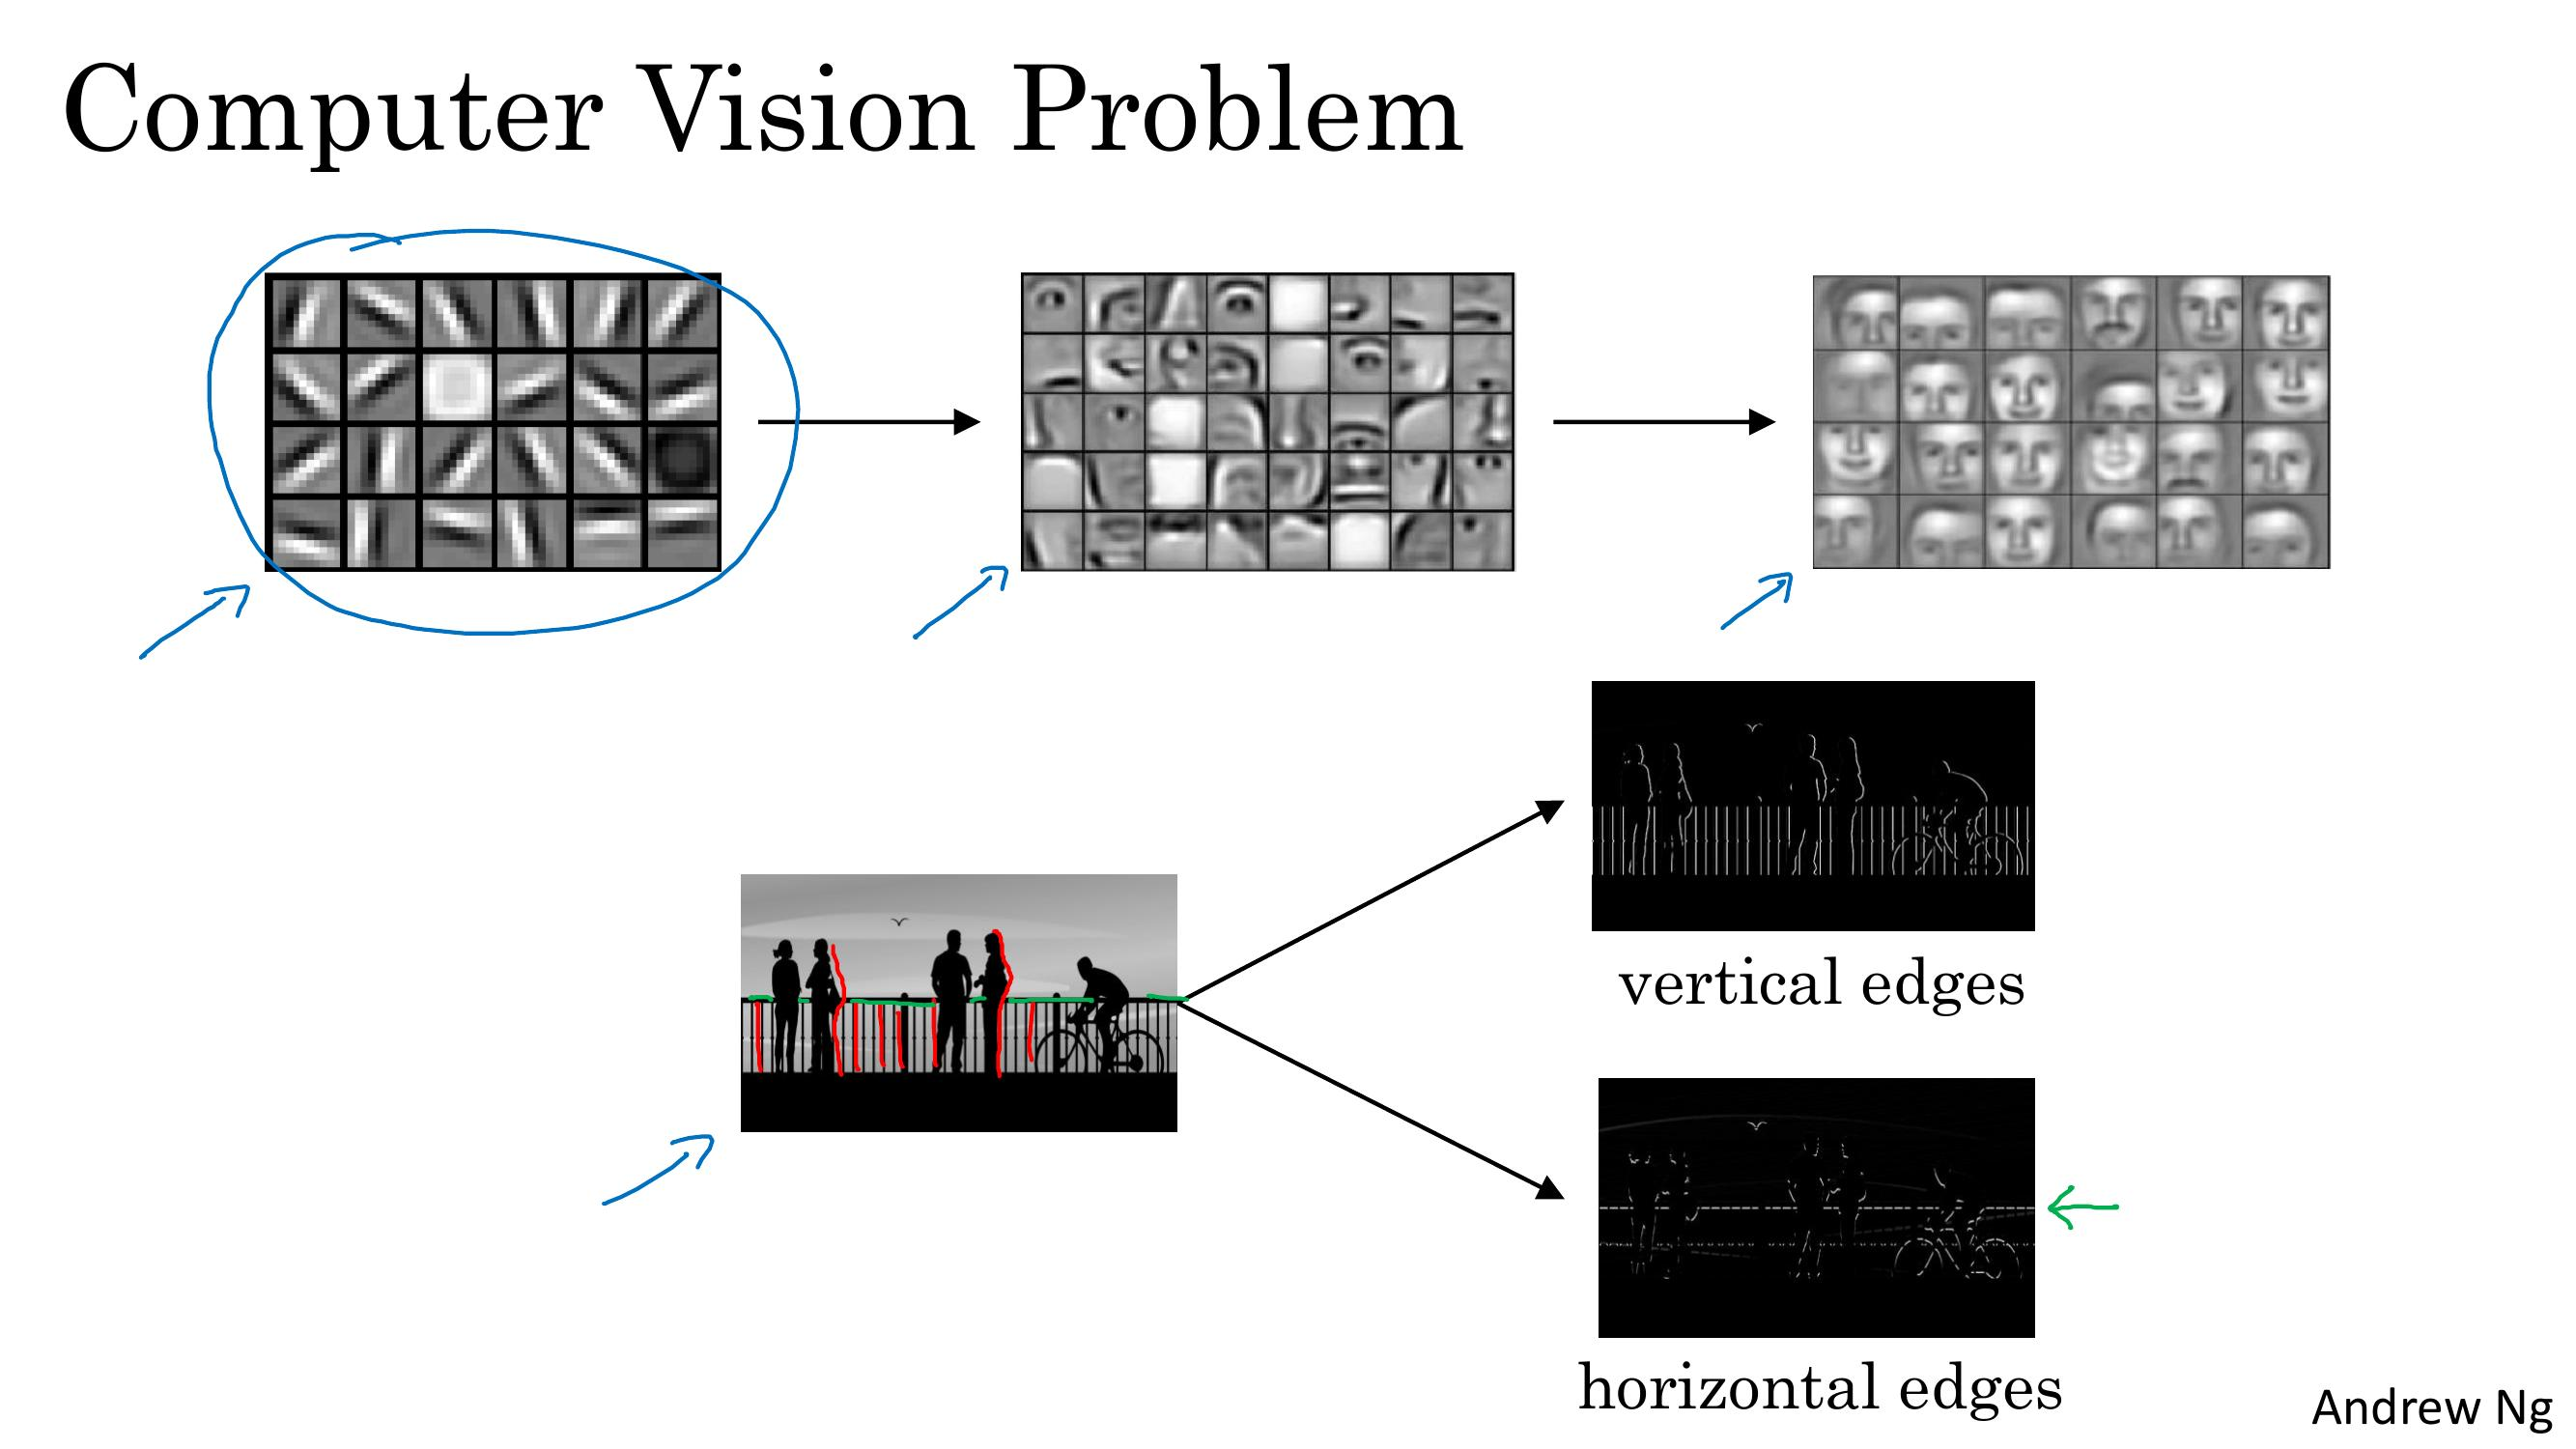 Computer Vision Problem
vertical edges
horizontal edges
Andrew Ng